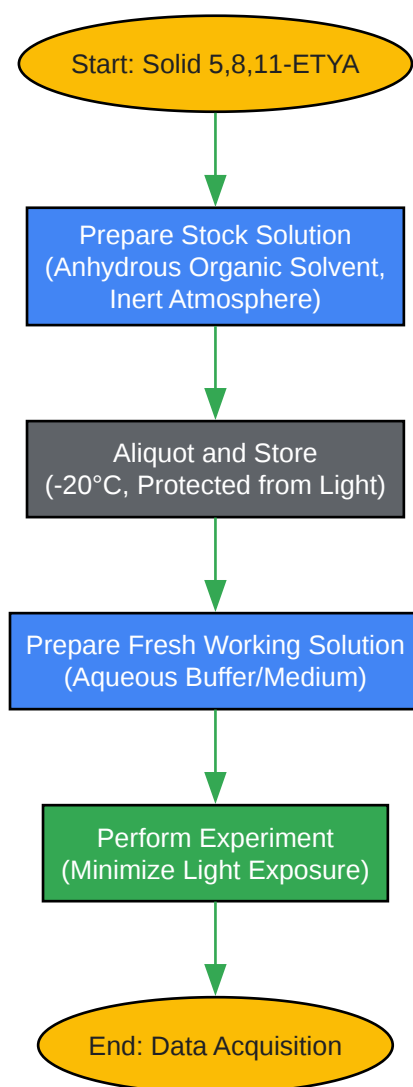 Start: Solid 5,8,11-ETYA
Prepare Stock Solution
(Anhydrous Organic Solvent,
Inert Atmosphere)
Aliquot and Store
(-20°C, Protected from Light)
Prepare Fresh Working Solution
(Aqueous Buffer/Medium)
Perform Experiment
(Minimize Light Exposure)
End: Data Acquisition